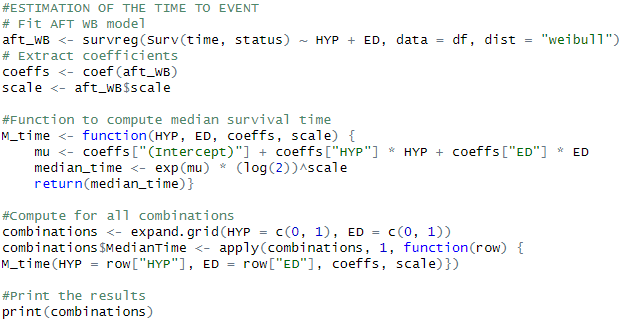 #ESTIMATION OF THE TIME TO EVENT
# Fit AFT WB model
aft_WB <- survreg(Surv(time, status) ~ HYP + ED, data = df, dist = "weibull")
# Extract coefficients
coeffs <- coef(aft_WB)
scale <- aft_WB$scale

#Function to compute median survival time
M_time <- function(HYP, ED, coeffs, scale) {
    mu <- coeffs["(Intercept)"] + coeffs["HYP"] * HYP + coeffs["ED"] * ED
    median_time <- exp(mu) * (log(2))^scale
    return(median_time)}

#Compute for all combinations
combinations <- expand.grid(HYP = c(0, 1), ED = c(0, 1))
combinations$MedianTime <- apply(combinations, 1, function(row) {
M_time(HYP = row["HYP"], ED = row["ED"], coeffs, scale)})

#Print the results
print(combinations)